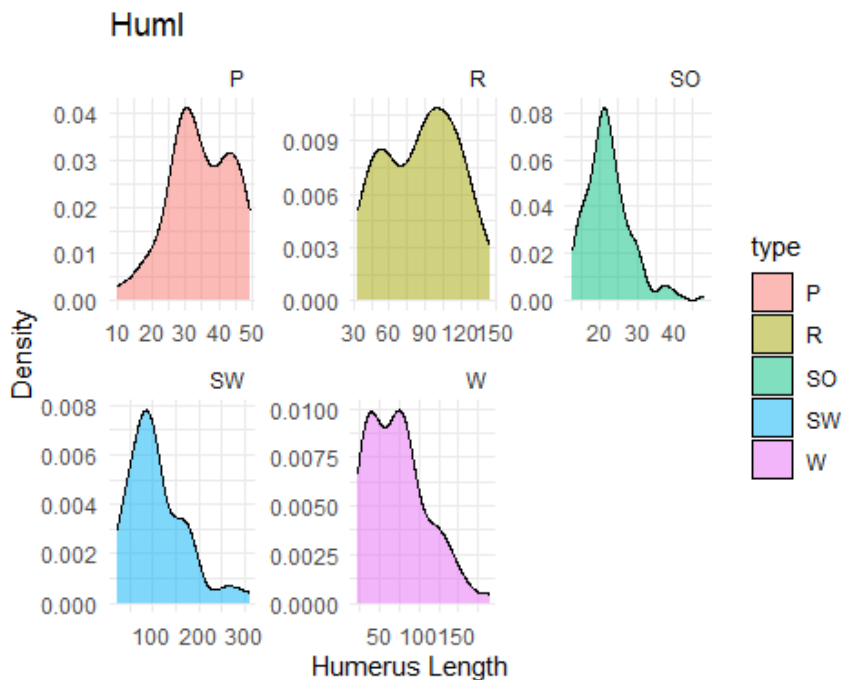 Huml
P
R
SO
0.04
0.03
0.02
0.01
0.00
0.009
0.006
0.003
0.000
0.08
0.06
0.04
0.02
0.00
10 20 30 40 50
30 60 90 120150
20 30 40
SW
W
0.008
0.006
0.004
0.002
0.000
0.0100
0.0075
0.0050
0.0025
0.0000
100 200 300
50 100150
Density
Humerus Length
type
P
R
SO
SW
W